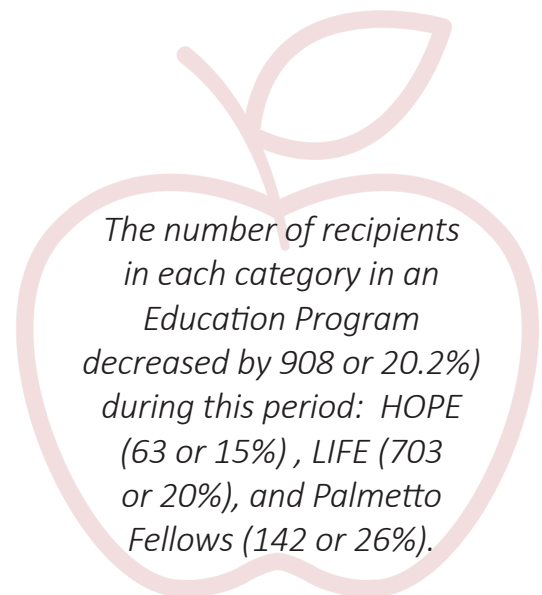 The number of recipients
in each category in an
Education Program
decreased by 908 or 20.2%)
during this period:  HOPE
(63 or 15%) , LIFE (703
or 20%), and Palmetto
Fellows (142 or 26%).